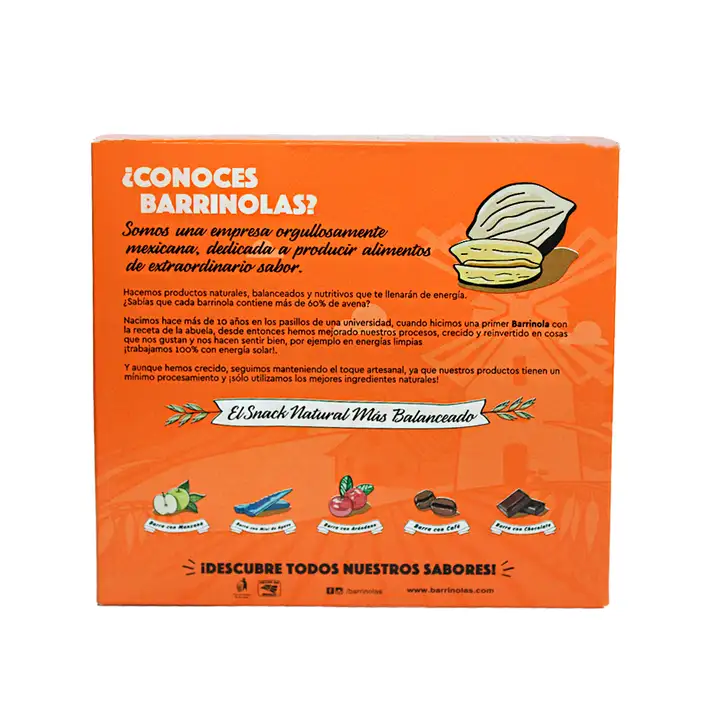 ¿CONOCES
BARRINOLAS?
Somos una empresa orgullosamente
mexicana, dedicada a producir alimentos
de extraordinario sabor.
Hacemos productos naturales, balanceados y nutritivos que te llenarán de energía.
¿Sabías que cada barrinola contiene más de 60% de avena?
Nacimos hace más de 10 años en los pasillos de una universidad, cuando hicimos una primer Barrinola con
la receta de la abuela, desde entonces hemos mejorado nuestros procesos, crecido y reinvertido en cosas
que nos gustan y nos hacen sentir bien, por ejemplo en energías limpias
¡trabajamos 100% con energía solar!.
Y aunque hemos crecido, seguimos manteniendo el toque artesanal, ya que nuestros productos tienen un
mínimo procesamiento y ¡sólo utilizamos los mejores ingredientes naturales!
El Snack Natural Más Balanceado
Barra con Manzana
Barra con Miel de Agave
Barra con Arándano
Barra con Café
Barra con Chocolate
¡DESCUBRE TODOS NUESTROS SABORES!
/barrinolas
www.barrinolas.com